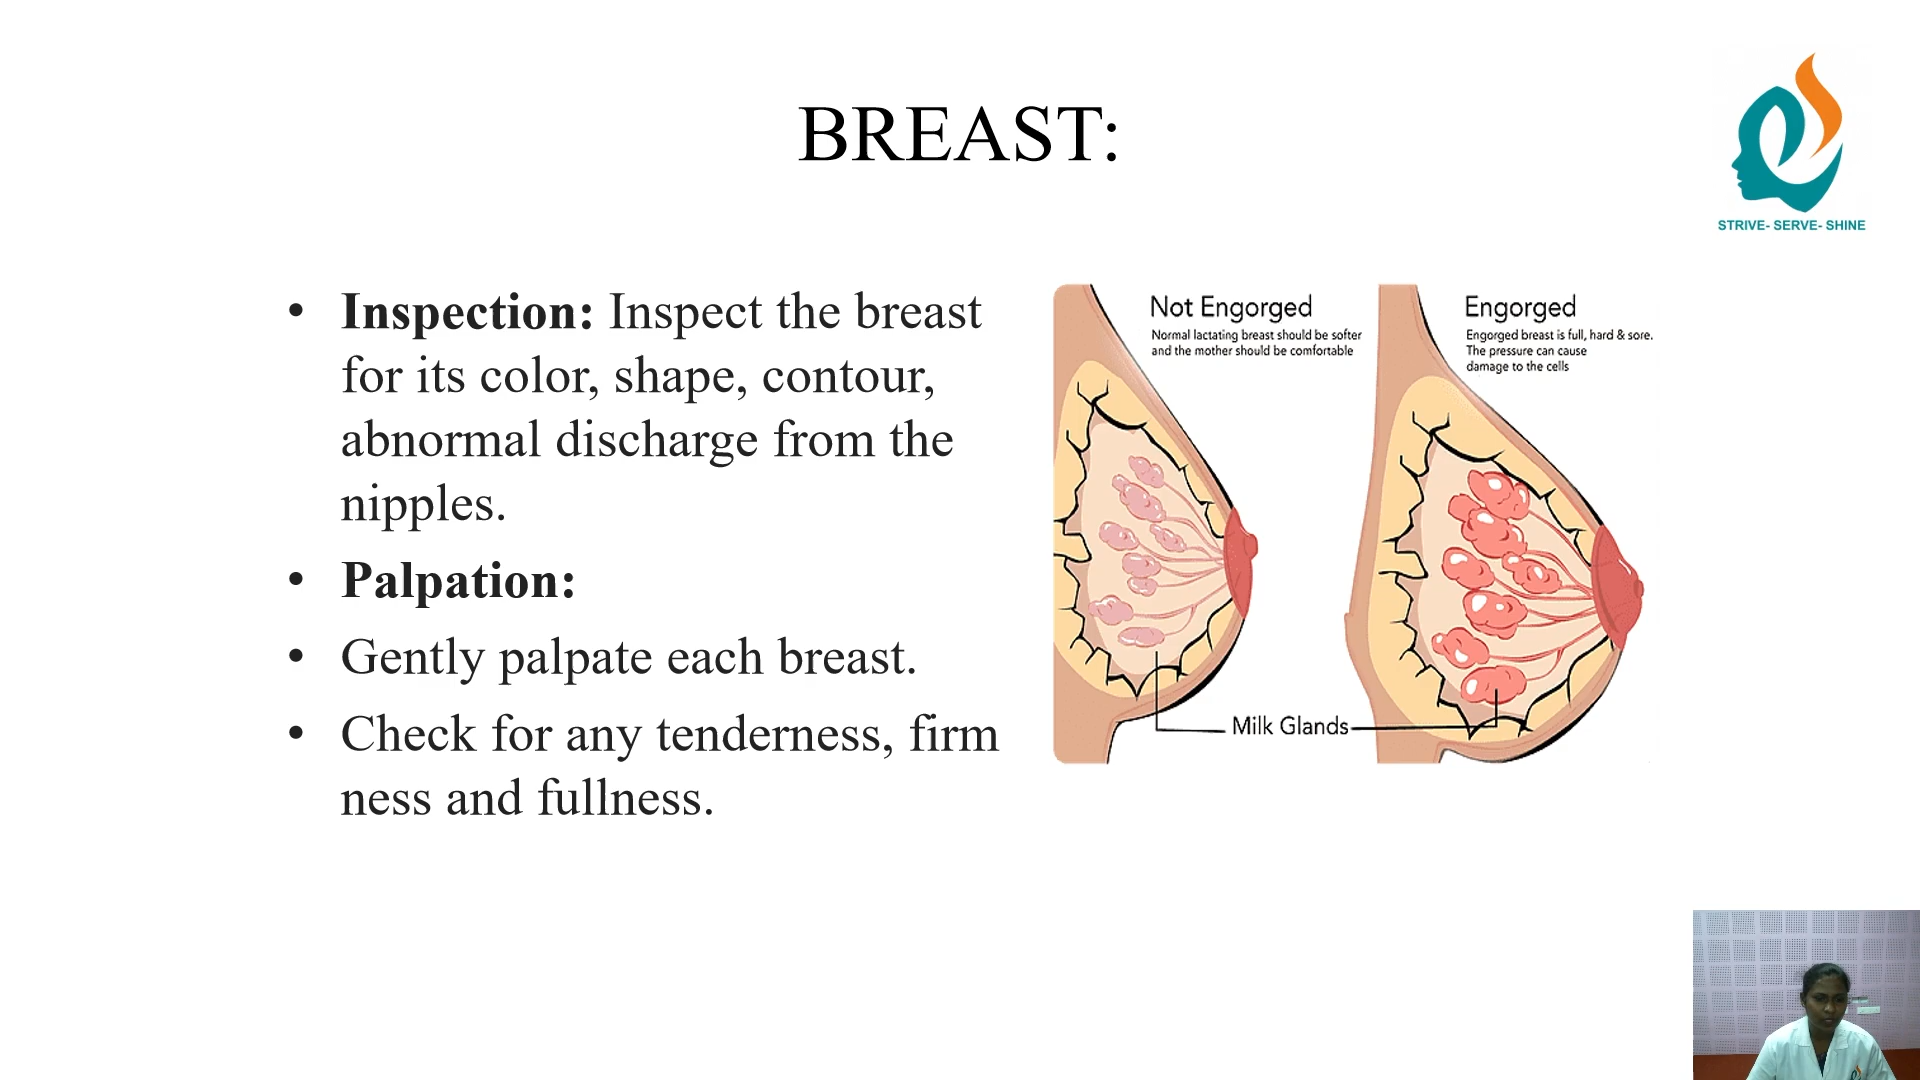 BREAST:
STRIVE- SERVE- SHINE
• Inspection: Inspect the breast
for its color, shape, contour,
abnormal discharge from the
nipples.
• Palpation:
• Gently palpate each breast.
• Check for any tenderness, firm
ness and fullness.
Not Engorged
Normal lactating breast should be softer
and the mother should be comfortable
Engorged
Engorged breast is full, hard & sore.
The pressure can cause
damage to the cells
Milk Glands